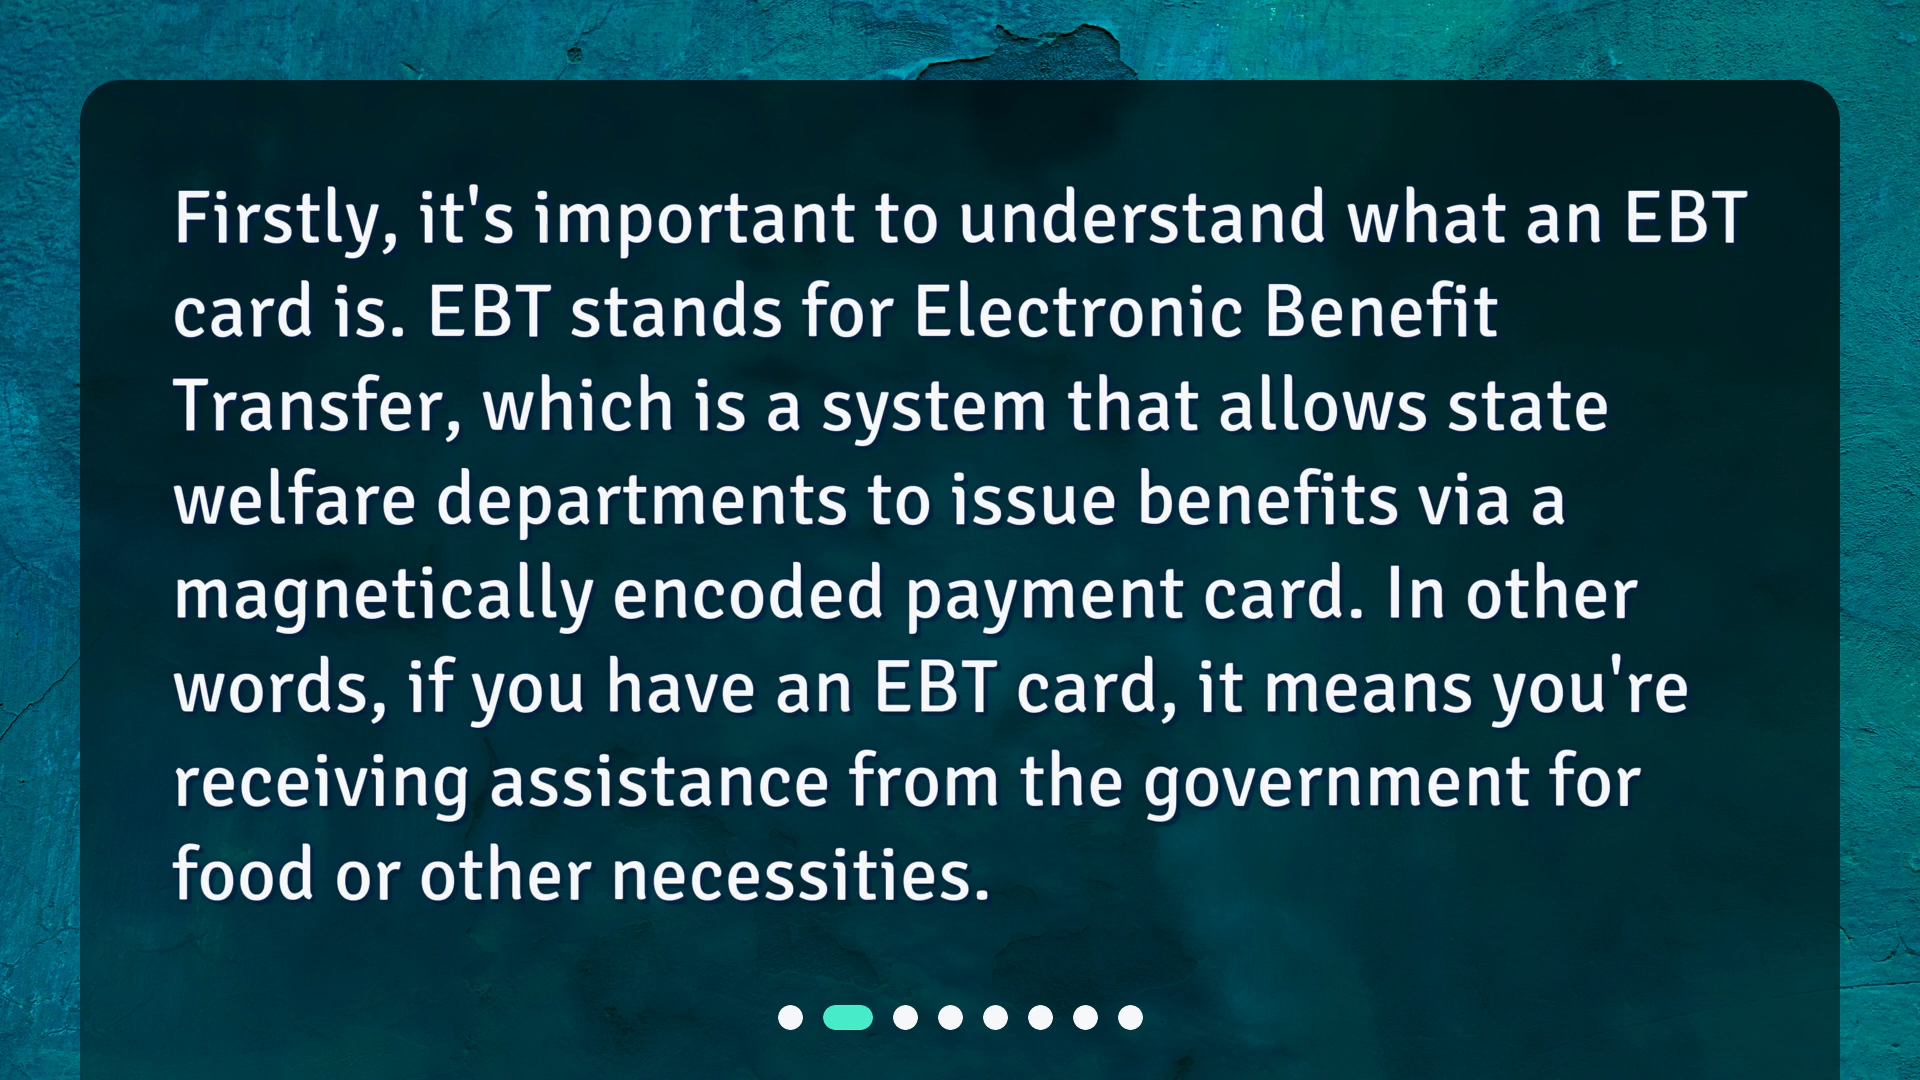 Firstly, it's important to understand what an EBT
card is. EBT stands for Electronic Benefit
Transfer, which is a system that allows state
welfare departments to issue benefits via a
magnetically encoded payment card. In other
words, if you have an EBT card, it means you're
receiving assistance from the government for
food or other necessities.